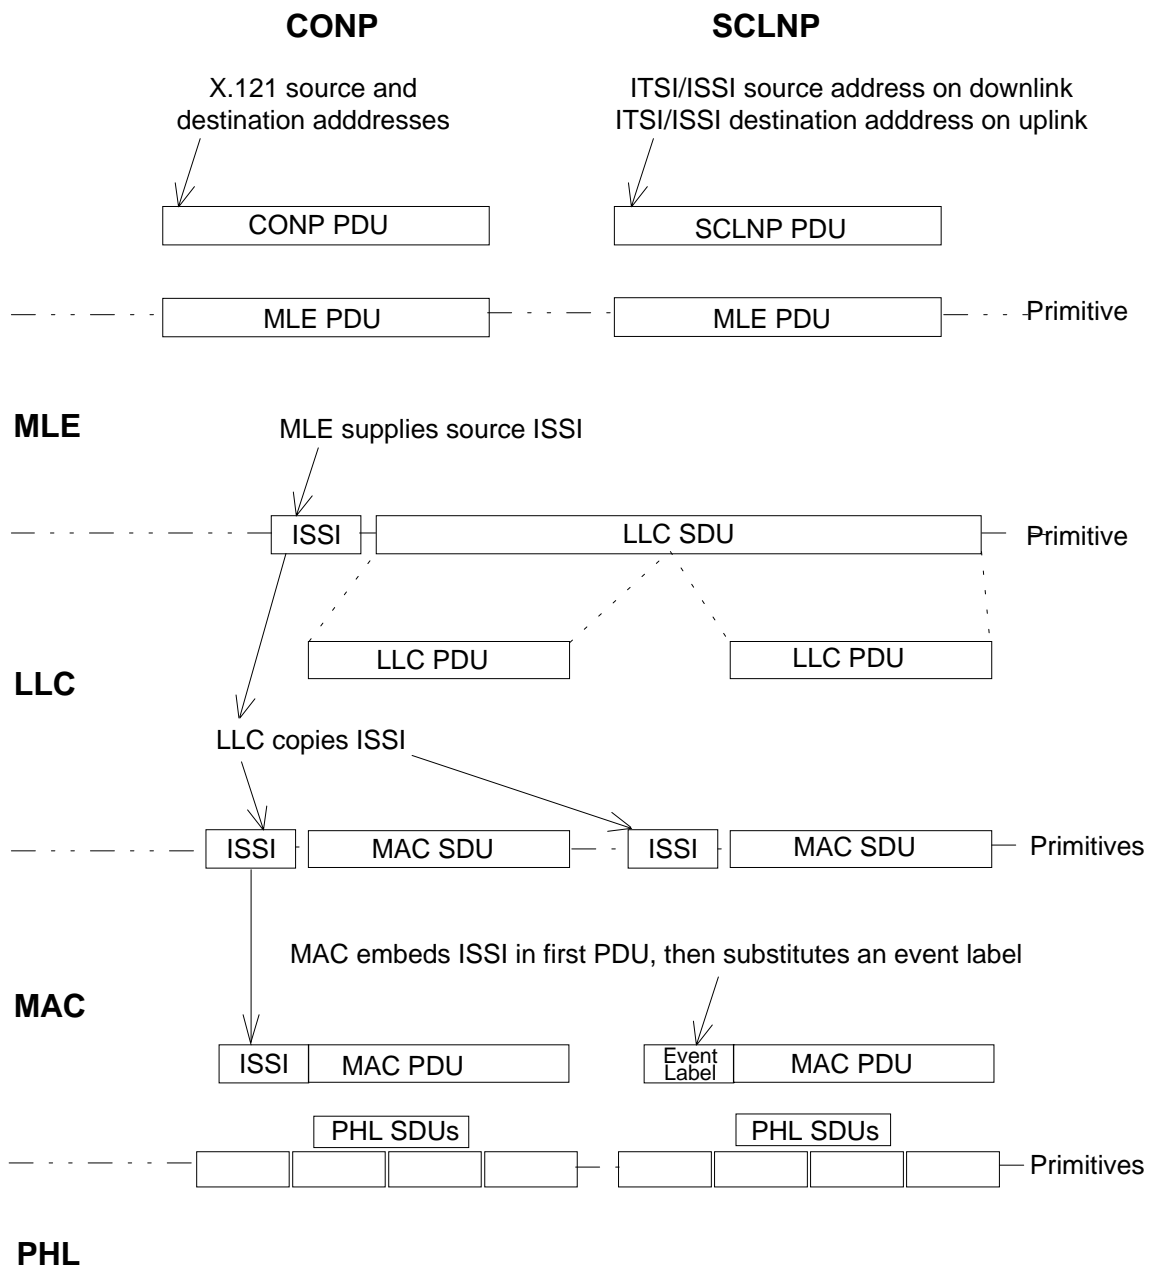 CONP
SCLNP
X.121 source and
destination adddresses
ITSI/ISSI source address on downlink
ITSI/ISSI destination adddress on uplink
CONP PDU
SCLNP PDU
MLE PDU
MLE PDU
Primitive
MLE
MLE supplies source ISSI
ISSI
LLC SDU
Primitive
LLC PDU
LLC PDU
LLC
LLC copies ISSI
ISSI
MAC SDU
ISSI
MAC SDU
Primitives
MAC embeds ISSI in first PDU, then substitutes an event label
MAC
ISSI
MAC PDU
Event
Label
MAC PDU
PHL SDUs
PHL SDUs
Primitives
PHL